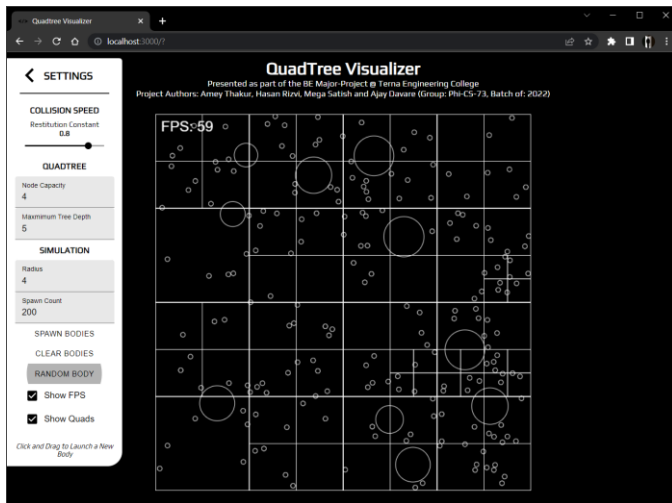 Quadtree Visualizer
localhost:3000/?
SETTINGS
COLLISION SPEED
Restitution Constant
0.8
QUADTREE
Node Capacity
4
Maxmimum Tree Depth
5
SIMULATION
Radius
4
Spawn Count
200
SPAWN BODIES
CLEAR BODIES
RANDOM BODY
Show FPS
Show Quads
Click and Drag to Launch a New
Body
QuadTree Visualizer
Presented as part of the BE Major-Project @ Terna Engineering College
Project Authors: Amey Thakur, Hasan Rizvi, Mega Satish and Ajay Davare (Group: Phi-CS-73, Batch of: 2022)
FPS: 59